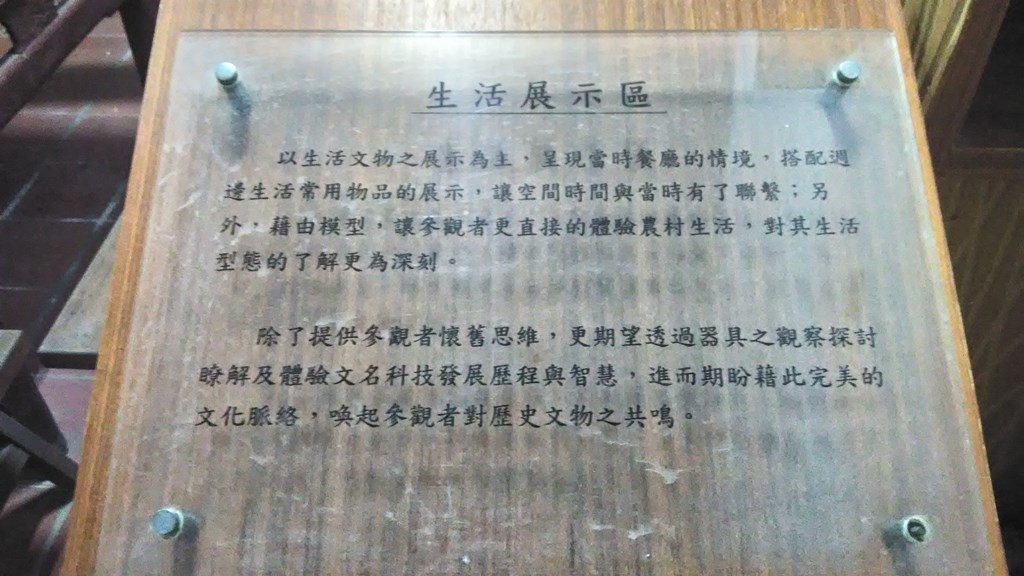 生活展示區
以生活文物之展示為主，呈現當時餐廳的情境，搭配週
邊生活常用物品的展示，讓空間時間與當時有了聯繫；另
外，藉由模型，讓參觀者更直接的體驗農村生活，對其生活
型態的了解更為深刻。
除了提供參觀者懷舊思維，更期望透過器具之觀察探討
瞭解及體驗文名科技發展歷程與智慧，進而期盼藉此完美的
文化脈絡，喚起參觀者對歷史文物之共鳴。